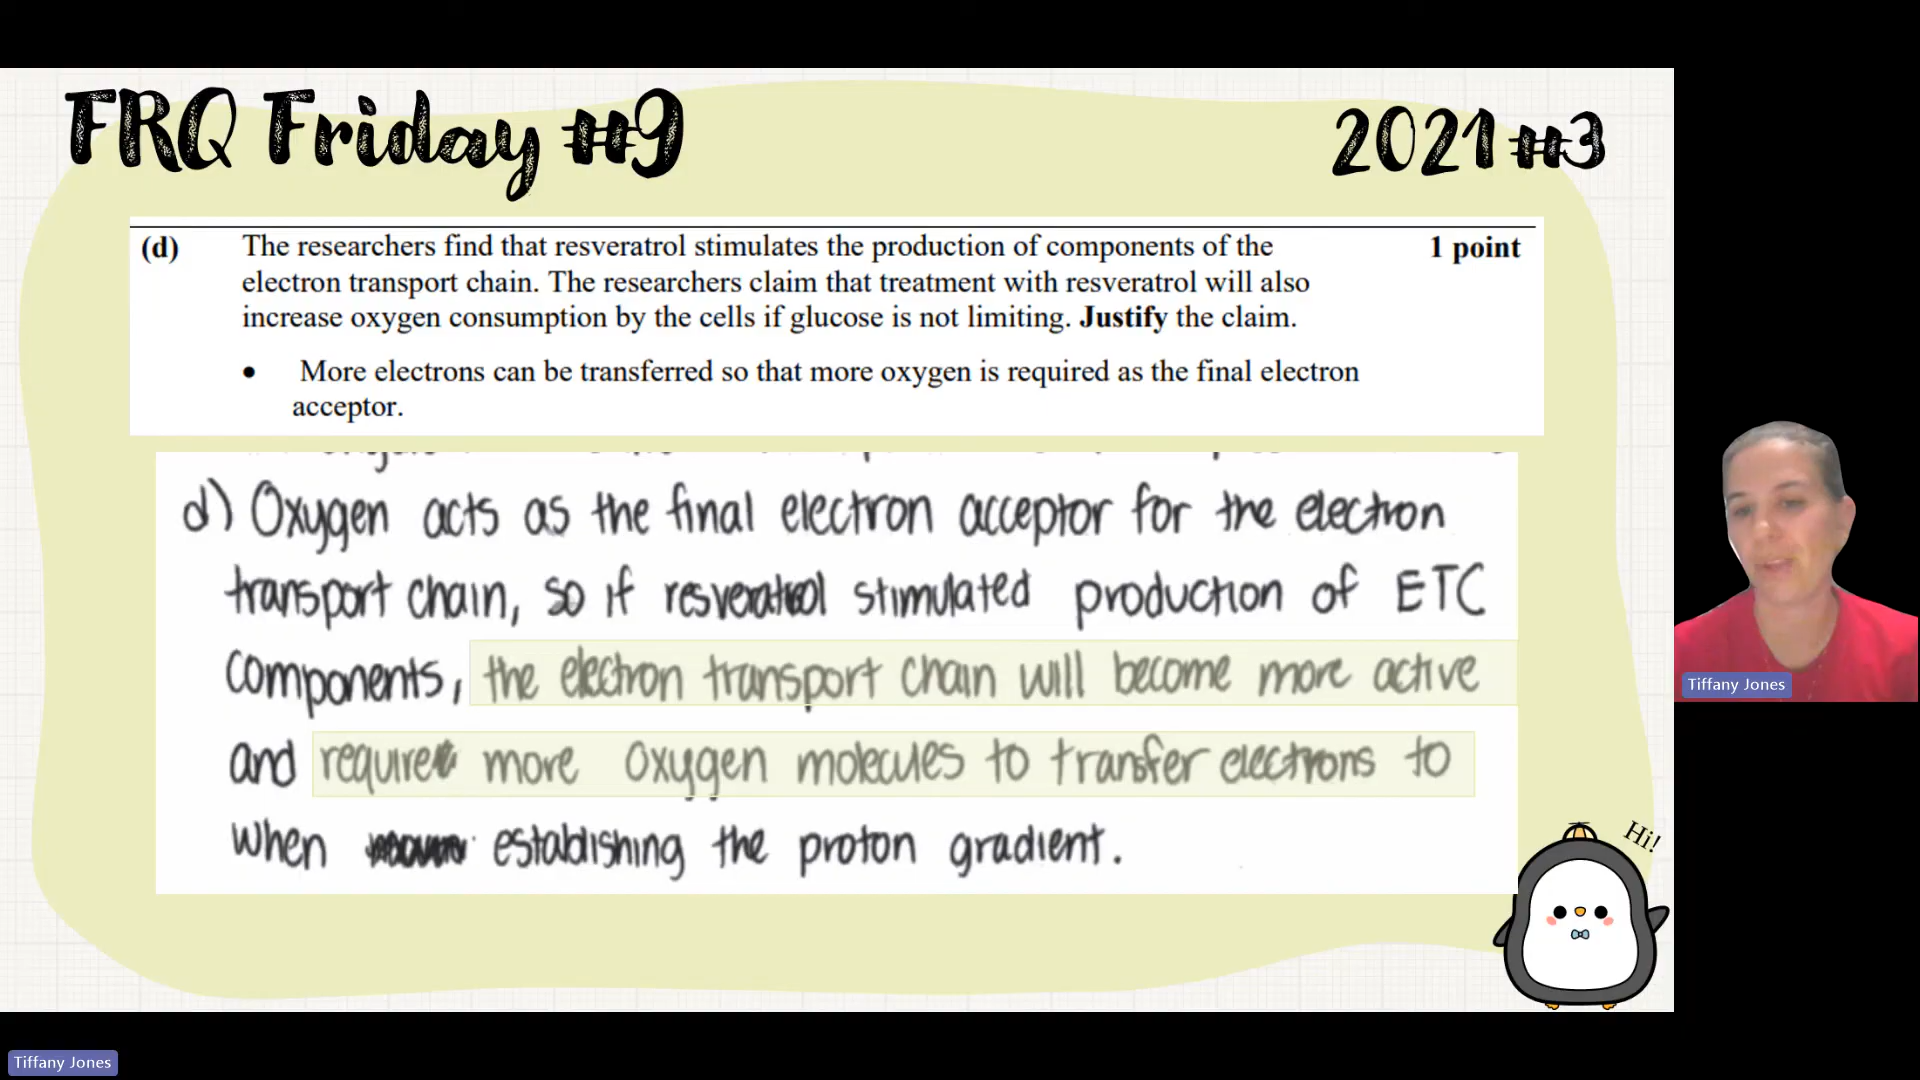 FRQ Friday #9
2021 #3
(d) The researchers find that resveratrol stimulates the production of components of the 1 point
electron transport chain. The researchers claim that treatment with resveratrol will also
increase oxygen consumption by the cells if glucose is not limiting. Justify the claim.
• More electrons can be transferred so that more oxygen is required as the final electron
acceptor.
d) Oxygen acts as the final electron acceptor for the electron
transport chain, so if resveratrol stimulated production of ETC
components, the electron transport chain will become more active
and require more oxygen molecules to transfer electrons to
when establishing the proton gradient.
Hi!
Tiffany Jones
Tiffany Jones